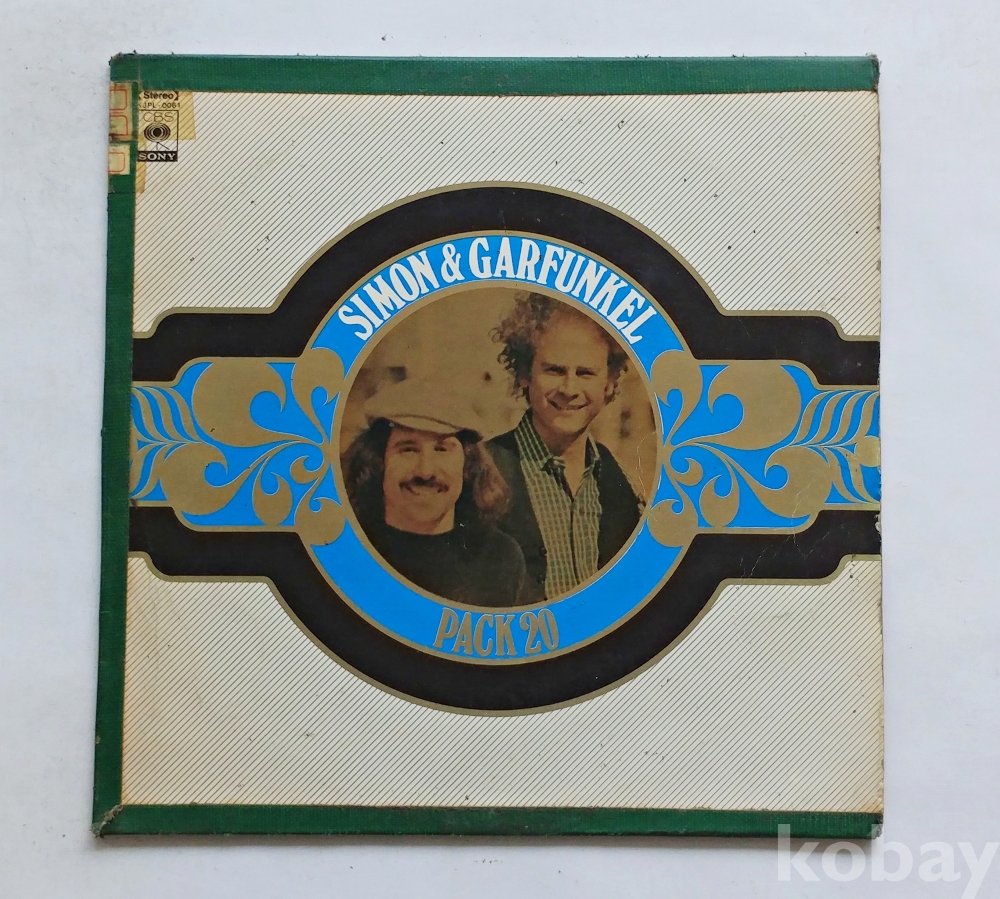 Stereo
CBS
SONY
SIMON & GARFUNKEL
PACK 20
kobay